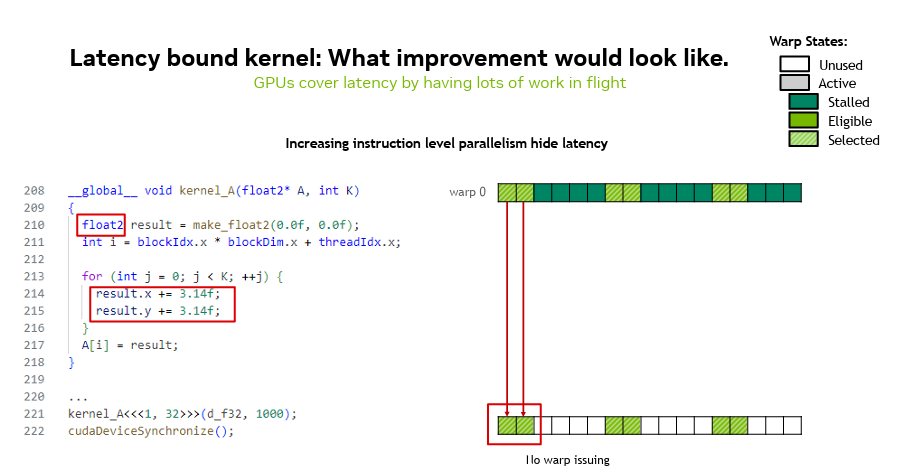 Latency bound kernel: What improvement would look like.
GPUs cover latency by having lots of work in flight
Warp States:
Unused
Active
Stalled
Eligible
Selected
Increasing instruction level parallelism hide latency
208 __global__ void kernel_A(float2* A, int K)
209 {
210 float2 result = make_float2(0.0f, 0.0f);
211 int i = blockIdx.x * blockDim.x + threadIdx.x;
212
213 for (int j = 0; j < K; ++j) {
214 result.x += 3.14f;
215 result.y += 3.14f;
216 }
217 A[i] = result;
218 }
219
220 ...
221 kernel_A<<<1, 32>>>(d_f32, 1000);
222 cudaDeviceSynchronize();
warp 0
No warp issuing